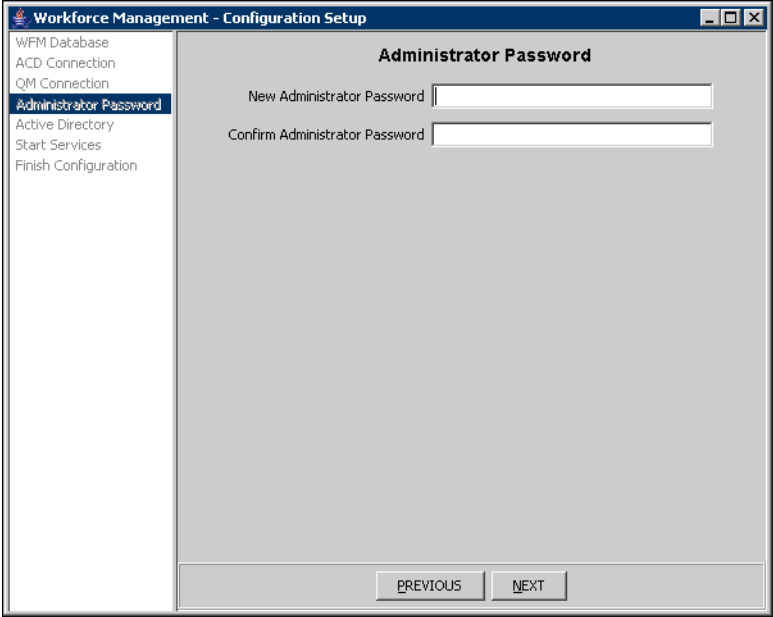 Workforce Management - Configuration Setup
WFM Database
ACD Connection
QM Connection
Administrator Password
Active Directory
Start Services
Finish Configuration
Administrator Password
New Administrator Password
Confirm Administrator Password
PREVIOUS
NEXT